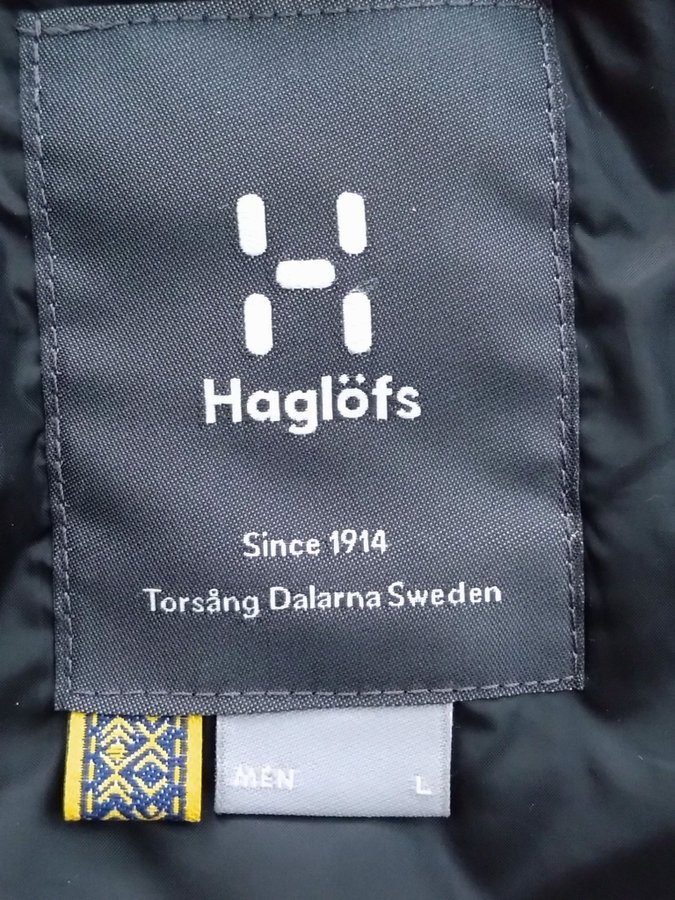 Haglöfs
Since 1914
Torsång Dalarna Sweden
MEN L